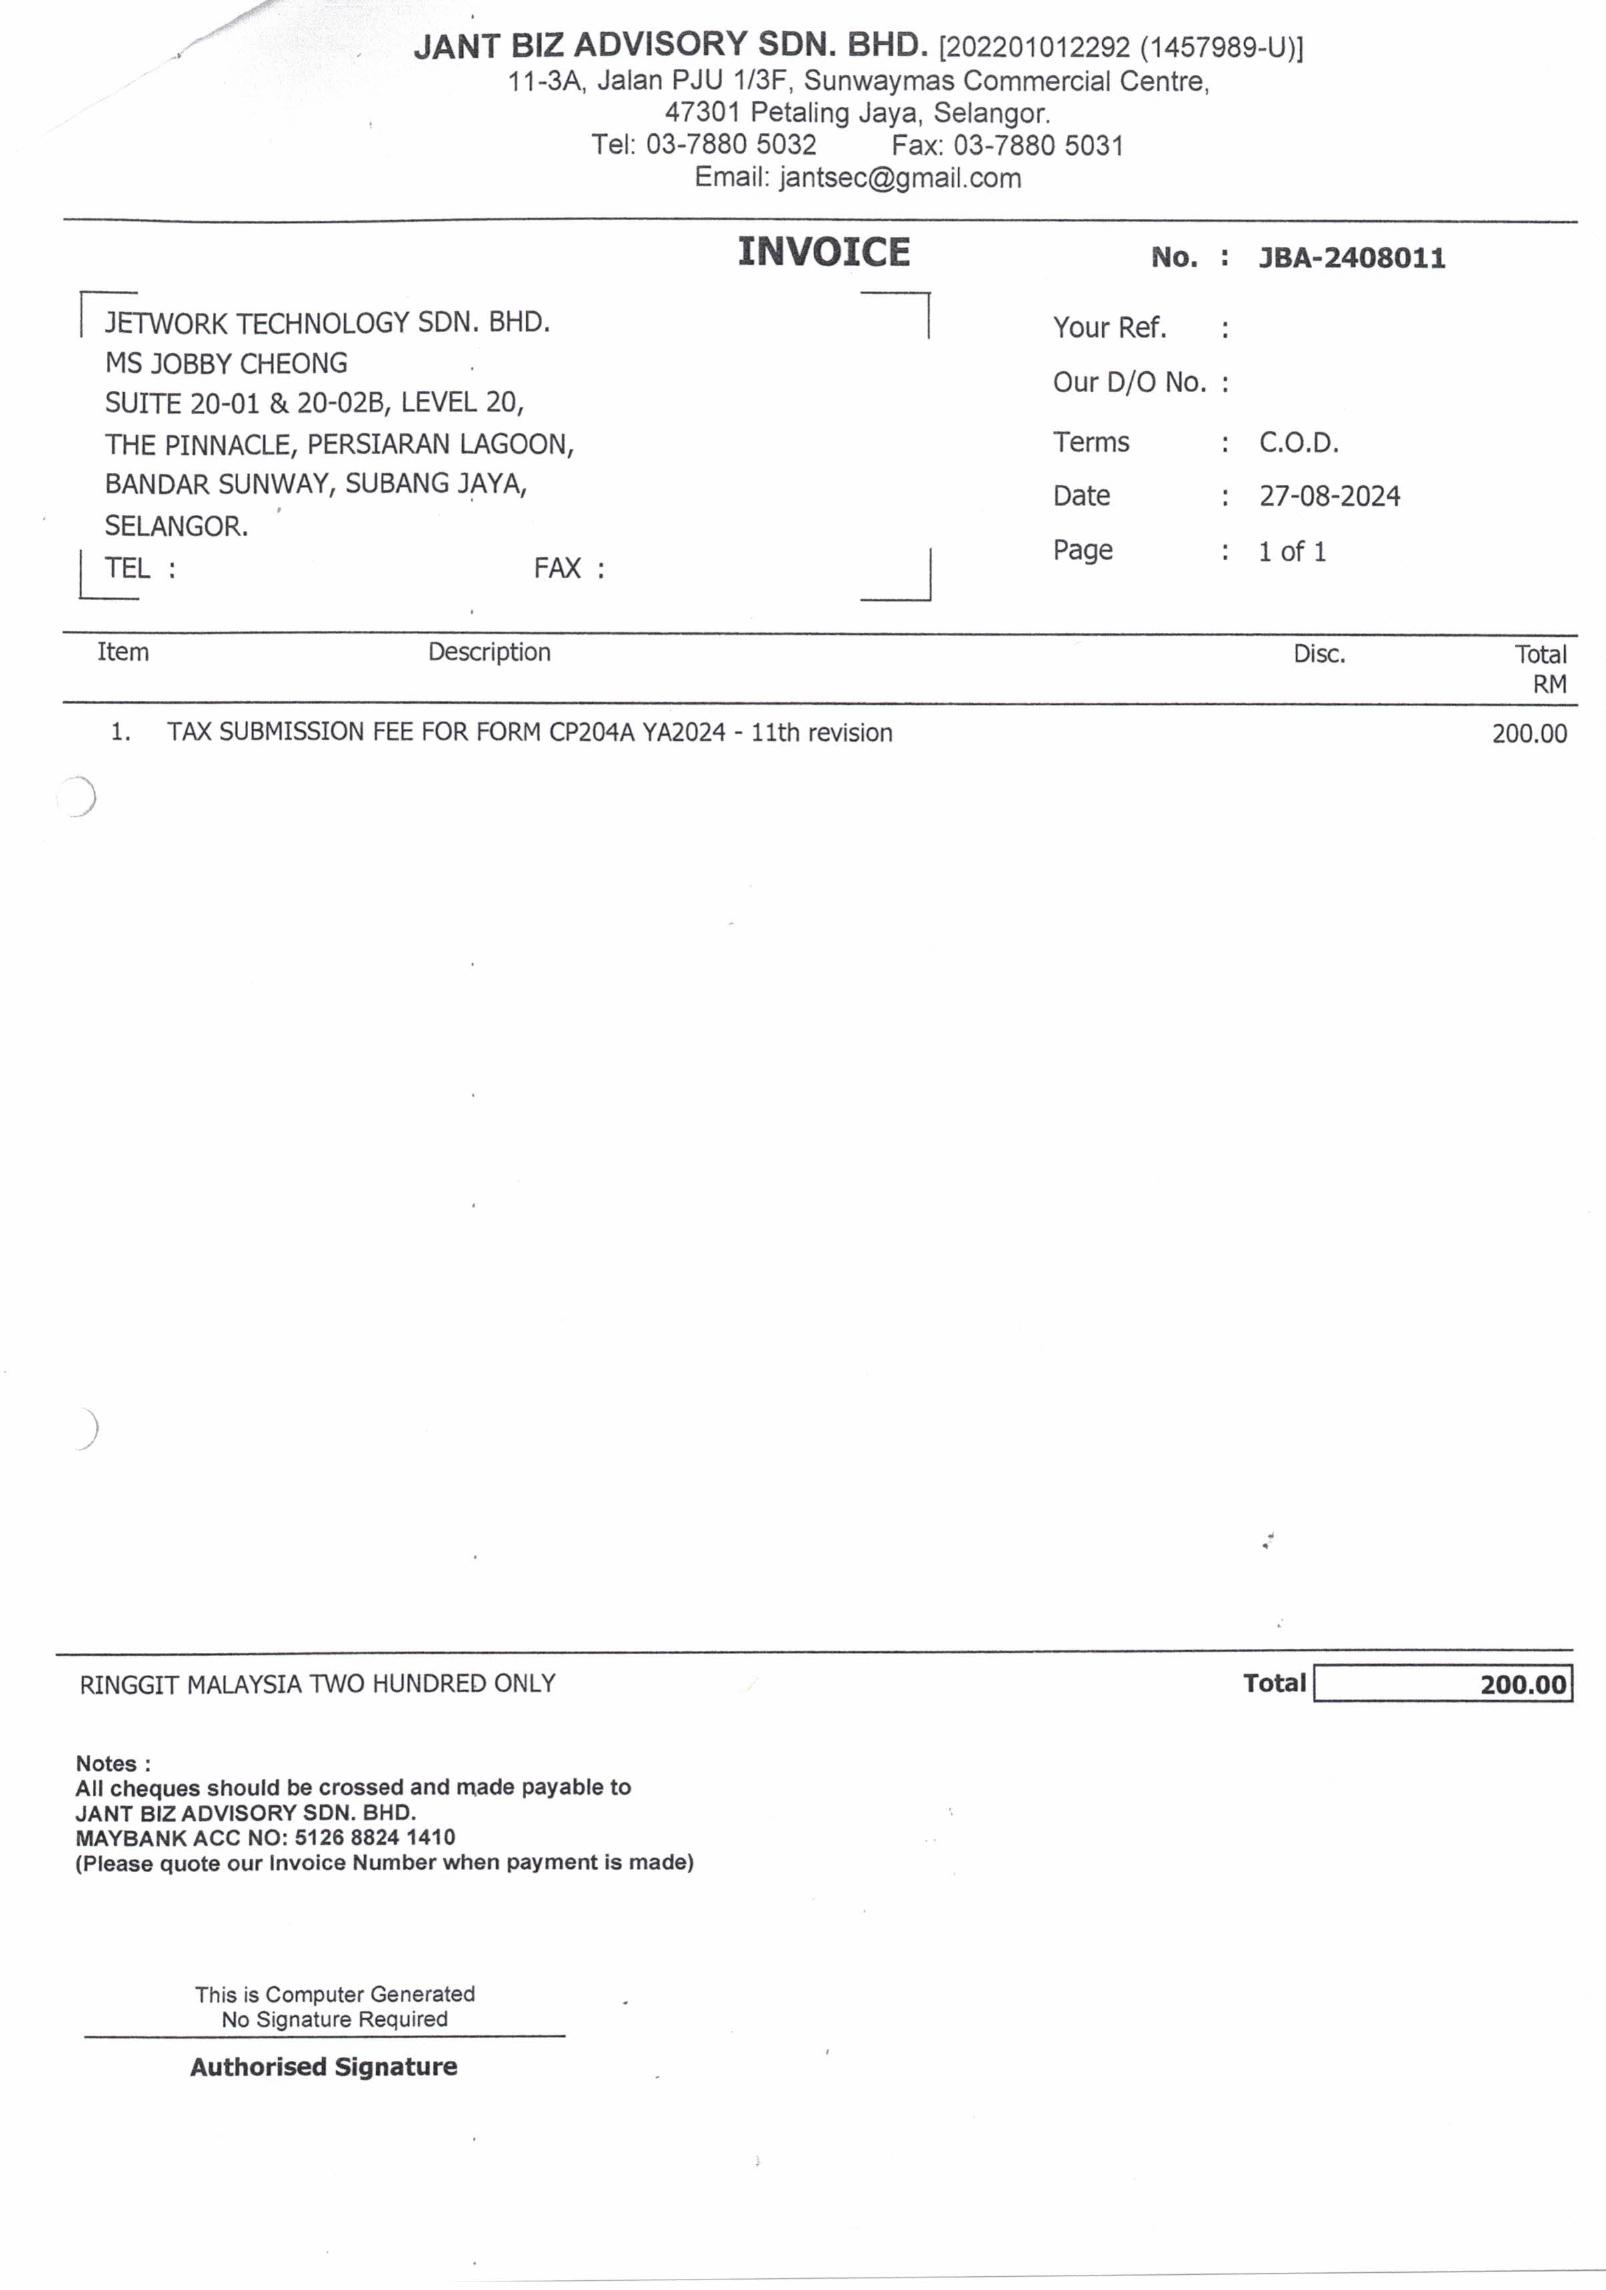 JANT BIZ ADVISORY SDN. BHD. [202201012292 (1457989-U)]
11-3A, Jalan PJU 1/3F, Sunwaymas Commercial Centre,
47301 Petaling Jaya, Selangor.
Tel: 03-7880 5032 Fax: 03-7880 5031
Email: jantsec@gmail.com
INVOICE
No. : JBA-2408011
JETWORK TECHNOLOGY SDN. BHD.
MS JOBBY CHEONG
SUITE 20-01 & 20-02B, LEVEL 20,
THE PINNACLE, PERSIARAN LAGOON,
BANDAR SUNWAY, SUBANG JAYA,
SELANGOR.
TEL : FAX :
Your Ref. :
Our D/O No. :
Terms : C.O.D.
Date : 27-08-2024
Page : 1 of 1
Item Description Disc. Total
RM
1. TAX SUBMISSION FEE FOR FORM CP204A YA2024 - 11th revision 200.00
RINGGIT MALAYSIA TWO HUNDRED ONLY Total 200.00
Notes :
All cheques should be crossed and made payable to
JANT BIZ ADVISORY SDN. BHD.
MAYBANK ACC NO: 5126 8824 1410
(Please quote our Invoice Number when payment is made)
This is Computer Generated
No Signature Required
Authorised Signature